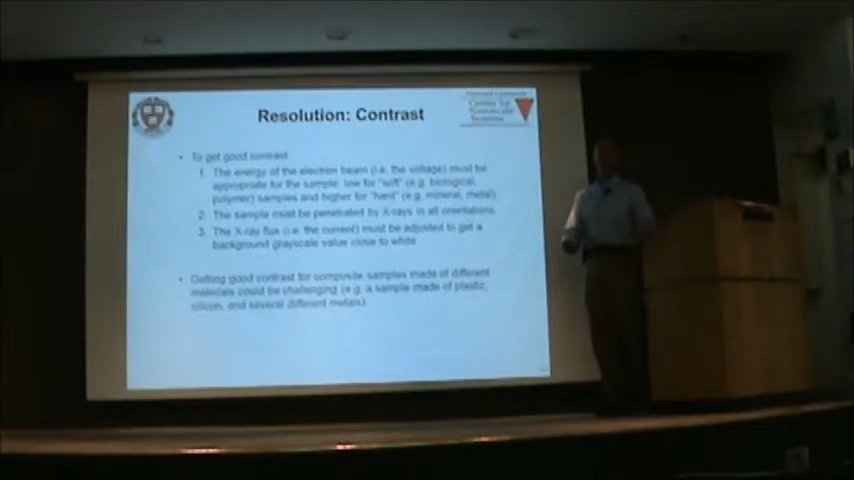 Resolution: Contrast
Center for
Nanoscale
Systems
• To get good contrast
1. The energy of the electron beam (i.e. the voltage) must be
appropriate for the sample: low for "soft" (e.g. biological,
polymer) samples and higher for "hard" (e.g. mineral, metal)
2. The sample must be penetrated by X-rays in all orientations
3. The X-ray flux (i.e. the current) must be adjusted to get a
background grayscale value close to white
• Getting good contrast for composite samples made of different
materials could be challenging (e.g. a sample made of plastic,
silicon, and several different metals).